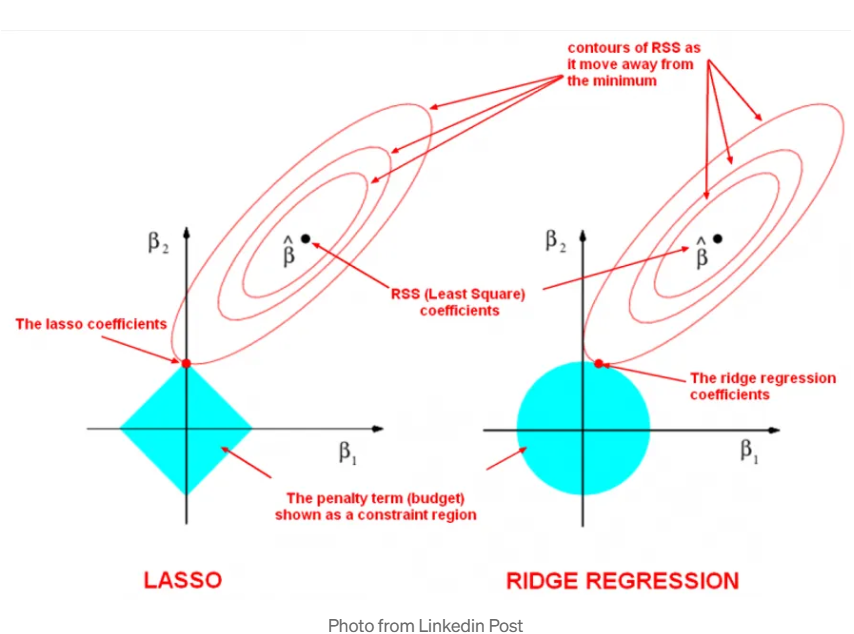 contours of RSS as
it move away from
the minimum
β₂
β̂
β₂
β̂
RSS (Least Square)
coefficients
The lasso coefficients
The ridge regression
coefficients
β₁
β₁
The penalty term (budget)
shown as a constraint region
LASSO
RIDGE REGRESSION
Photo from Linkedin Post